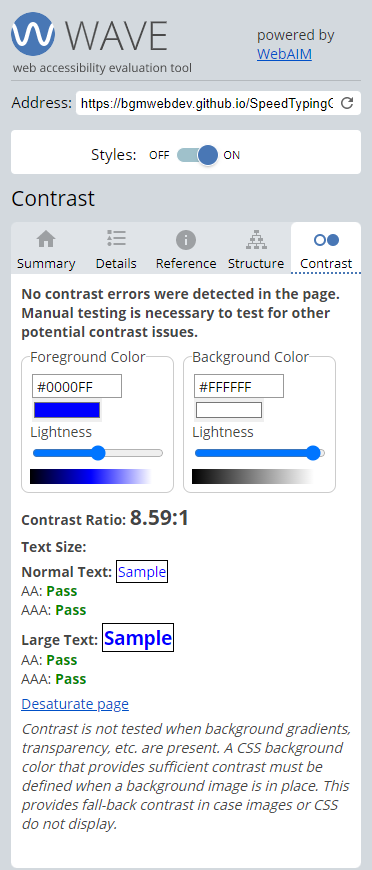 WAVE
web accessibility evaluation tool
powered by
WebAIM
Address: https://bgmwebdev.github.io/SpeedTypingG
Styles: OFF ON
Contrast
Summary Details Reference Structure Contrast
No contrast errors were detected in the page.
Manual testing is necessary to test for other
potential contrast issues.
Foreground Color
#0000FF
Lightness
Background Color
#FFFFFF
Lightness
Contrast Ratio: 8.59:1
Text Size:
Normal Text: Sample
AA: Pass
AAA: Pass
Large Text: Sample
AA: Pass
AAA: Pass
Desaturate page
Contrast is not tested when background gradients,
transparency, etc. are present. A CSS background
color that provides sufficient contrast must be
defined when a background image is in place. This
provides fall-back contrast in case images or CSS
do not display.